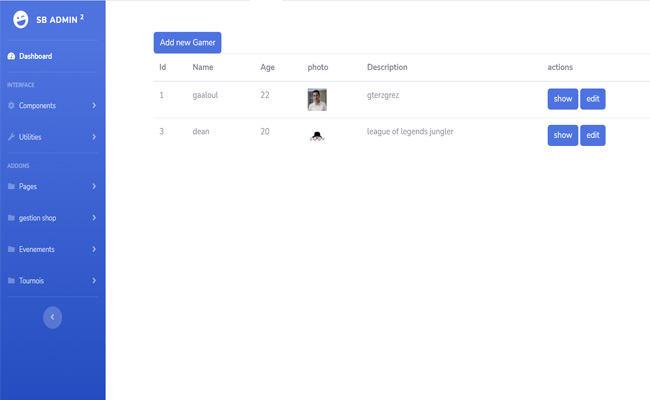 SB ADMIN 2
Dashboard
INTERFACE
Components
Utilities
ADDONS
Pages
gestion shop
Evenements
Tournois
Add new Gamer
Id Name Age photo Description actions
1 gaaloul 22 gterzgrez show edit
3 dean 20 league of legends jungler show edit